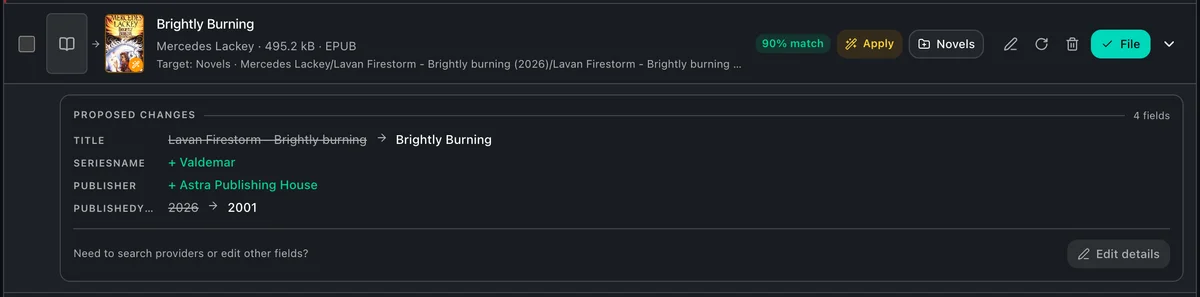 MERCEDES
LACKEY
Brightly Burning
Mercedes Lackey · 495.2 kB · EPUB
Target: Novels · Mercedes Lackey/Lavan Firestorm - Brightly burning (2026)/Lavan Firestorm - Brightly burning ...
90% match
Apply
Novels
File
PROPOSED CHANGES
4 fields
TITLE Lavan Firestorm - Brightly burning → Brightly Burning
SERIESNAME + Valdemar
PUBLISHER + Astra Publishing House
PUBLISHEDY... 2026 → 2001
Need to search providers or edit other fields?
Edit details